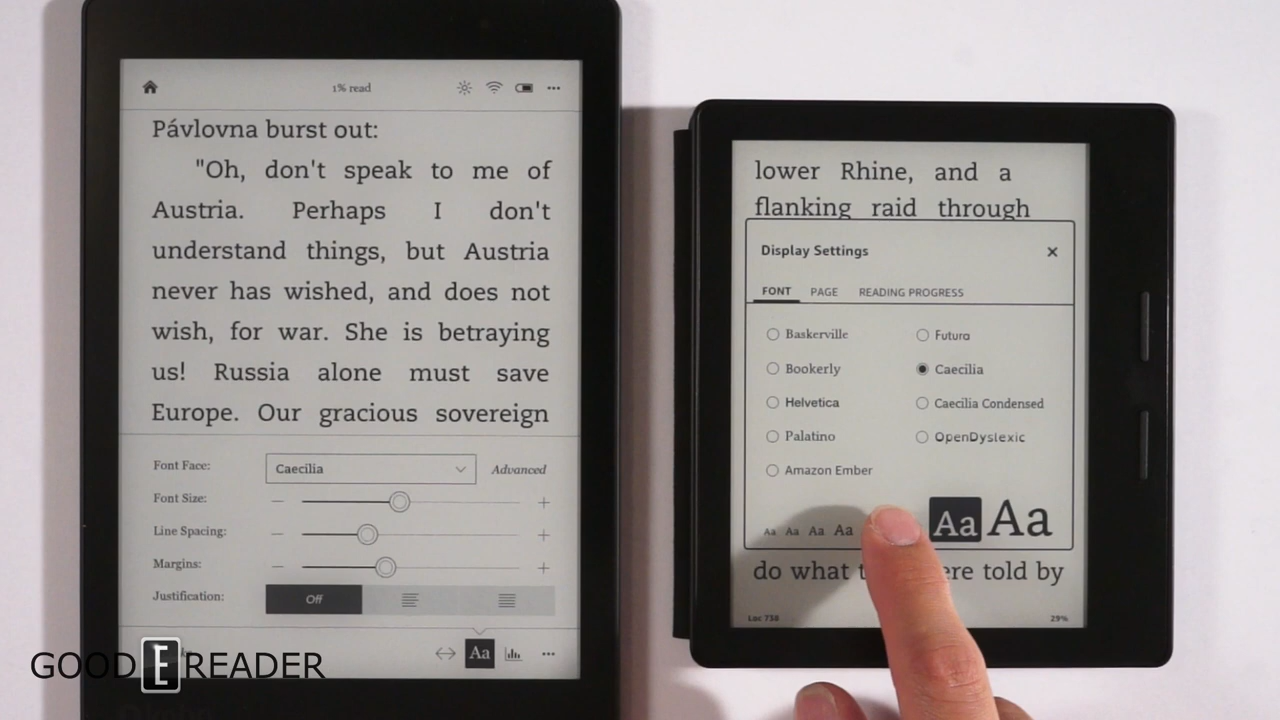 1% read
Pávlovna burst out:
"Oh, don't speak to me of
Austria. Perhaps I don't
understand things, but Austria
never has wished, and does not
wish, for war. She is betraying
us! Russia alone must save
Europe. Our gracious sovereign
Font Face: Caecilia Advanced
Font Size:
Line Spacing:
Margins:
Justification: Off
Aa
GOOD E READER
lower Rhine, and a
flanking raid through
Display Settings
FONT PAGE READING PROGRESS
Baskerville Futura
Bookerly Caecilia
Helvetica Caecilia Condensed
Palatino OpenDyslexic
Amazon Ember
Aa Aa Aa Aa Aa Aa
do what told by
Loc 738 29%